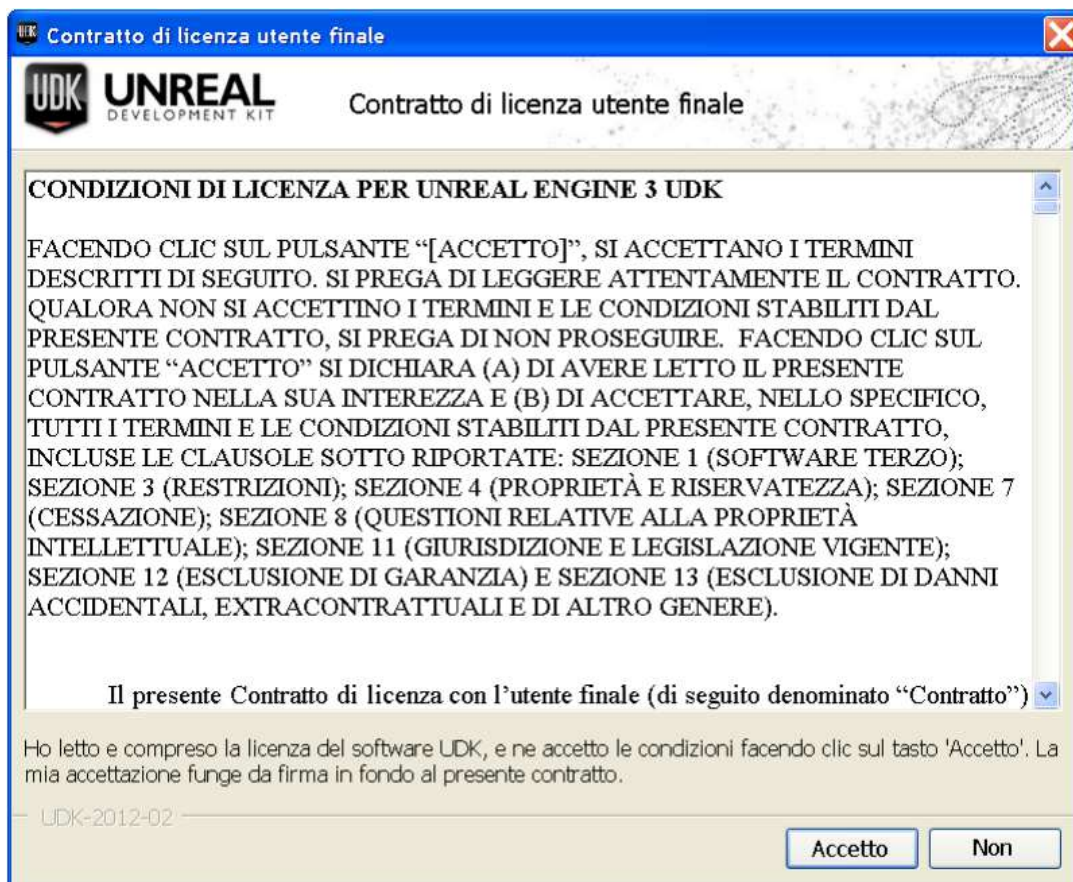 Contratto di licenza utente finale
UDK UNREAL
DEVELOPMENT KIT
Contratto di licenza utente finale
CONDIZIONI DI LICENZA PER UNREAL ENGINE 3 UDK
FACENDO CLIC SUL PULSANTE “[ACCETTO]”, SI ACCETTANO I TERMINI
DESCRITTI DI SEGUITO. SI PREGA DI LEGGERE ATTENTAMENTE IL CONTRATTO.
QUALORA NON SI ACCETTINO I TERMINI E LE CONDIZIONI STABILITI DAL
PRESENTE CONTRATTO, SI PREGA DI NON PROSEGUIRE.  FACENDO CLIC SUL
PULSANTE “ACCETTO” SI DICHIARA (A) DI AVERE LETTO IL PRESENTE
CONTRATTO NELLA SUA INTEREZZA E (B) DI ACCETTARE, NELLO SPECIFICO,
TUTTI I TERMINI E LE CONDIZIONI STABILITI DAL PRESENTE CONTRATTO,
INCLUSE LE CLAUSOLE SOTTO RIPORTATE: SEZIONE 1 (SOFTWARE TERZO);
SEZIONE 3 (RESTRIZIONI); SEZIONE 4 (PROPRIETÀ E RISERVATEZZA); SEZIONE 7
(CESSAZIONE); SEZIONE 8 (QUESTIONI RELATIVE ALLA PROPRIETÀ
INTELLETTUALE); SEZIONE 11 (GIURISDIZIONE E LEGISLAZIONE VIGENTE);
SEZIONE 12 (ESCLUSIONE DI GARANZIA) E SEZIONE 13 (ESCLUSIONE DI DANNI
ACCIDENTALI, EXTRACONTRATTUALI E DI ALTRO GENERE).
Il presente Contratto di licenza con l’utente finale (di seguito denominato “Contratto”)
Ho letto e compreso la licenza del software UDK, e ne accetto le condizioni facendo clic sul tasto 'Accetto'. La
mia accettazione funge da firma in fondo al presente contratto.
UDK-2012-02
Accetto
Non